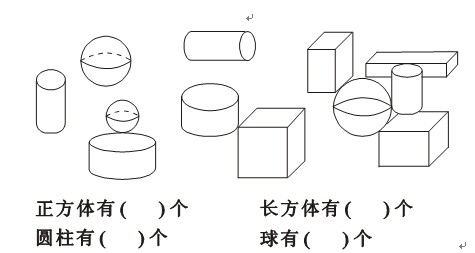 正方体有(    )个    长方体有(    )个
圆柱有(    )个    球有(    )个